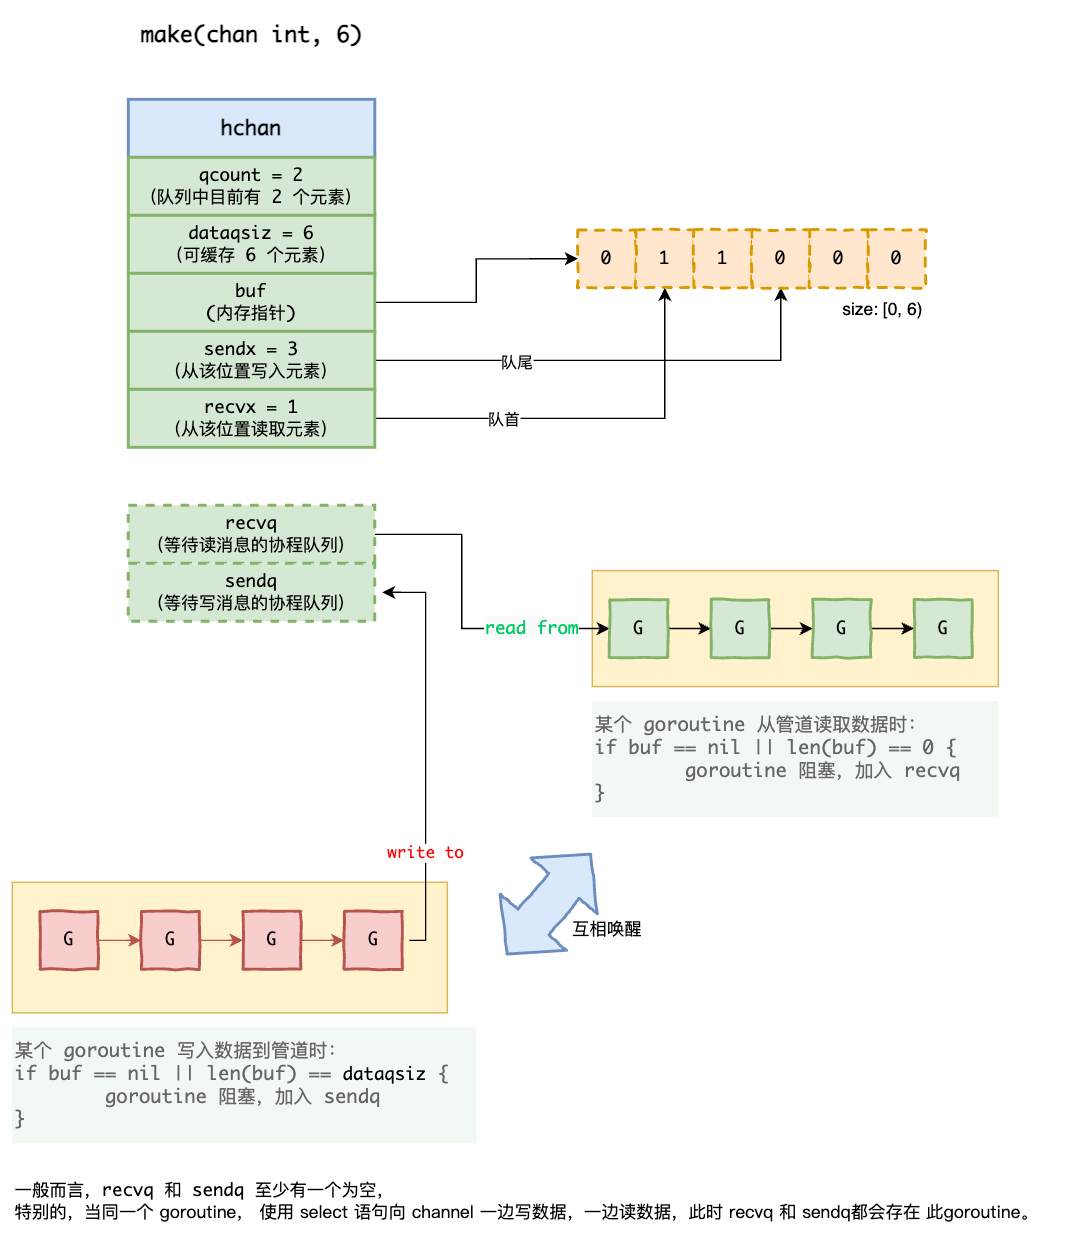 make(chan int, 6)
hchan
qcount = 2
(队列中目前有 2 个元素)
dataqsiz = 6
(可缓存 6 个元素)
buf
(内存指针)
sendx = 3
(从该位置写入元素)
recvx = 1
(从该位置读取元素)
0 1 1 0 0 0
size: [0, 6)
队尾
队首
recvq
(等待读消息的协程队列)
sendq
(等待写消息的协程队列)
read from
G G G G
某个 goroutine 从管道读取数据时:
if buf == nil || len(buf) == 0 {
goroutine 阻塞，加入 recvq
}
write to
互相唤醒
G G G G
某个 goroutine 写入数据到管道时:
if buf == nil || len(buf) == dataqsiz {
goroutine 阻塞，加入 sendq
}
一般而言，recvq 和 sendq 至少有一个为空，
特别的，当同一个 goroutine， 使用 select 语句向 channel 一边写数据，一边读数据，此时 recvq 和 sendq都会存在 此goroutine。